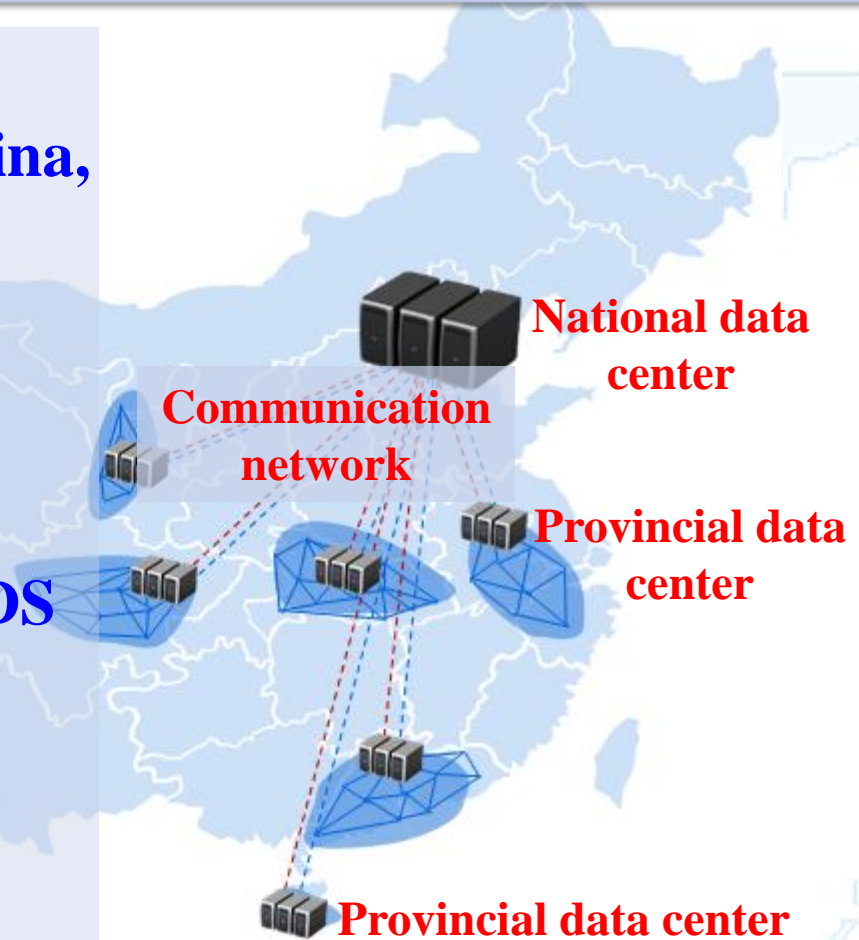 ina,
National data
center
Communication
network
Provincial data
center
OS
Provincial data center